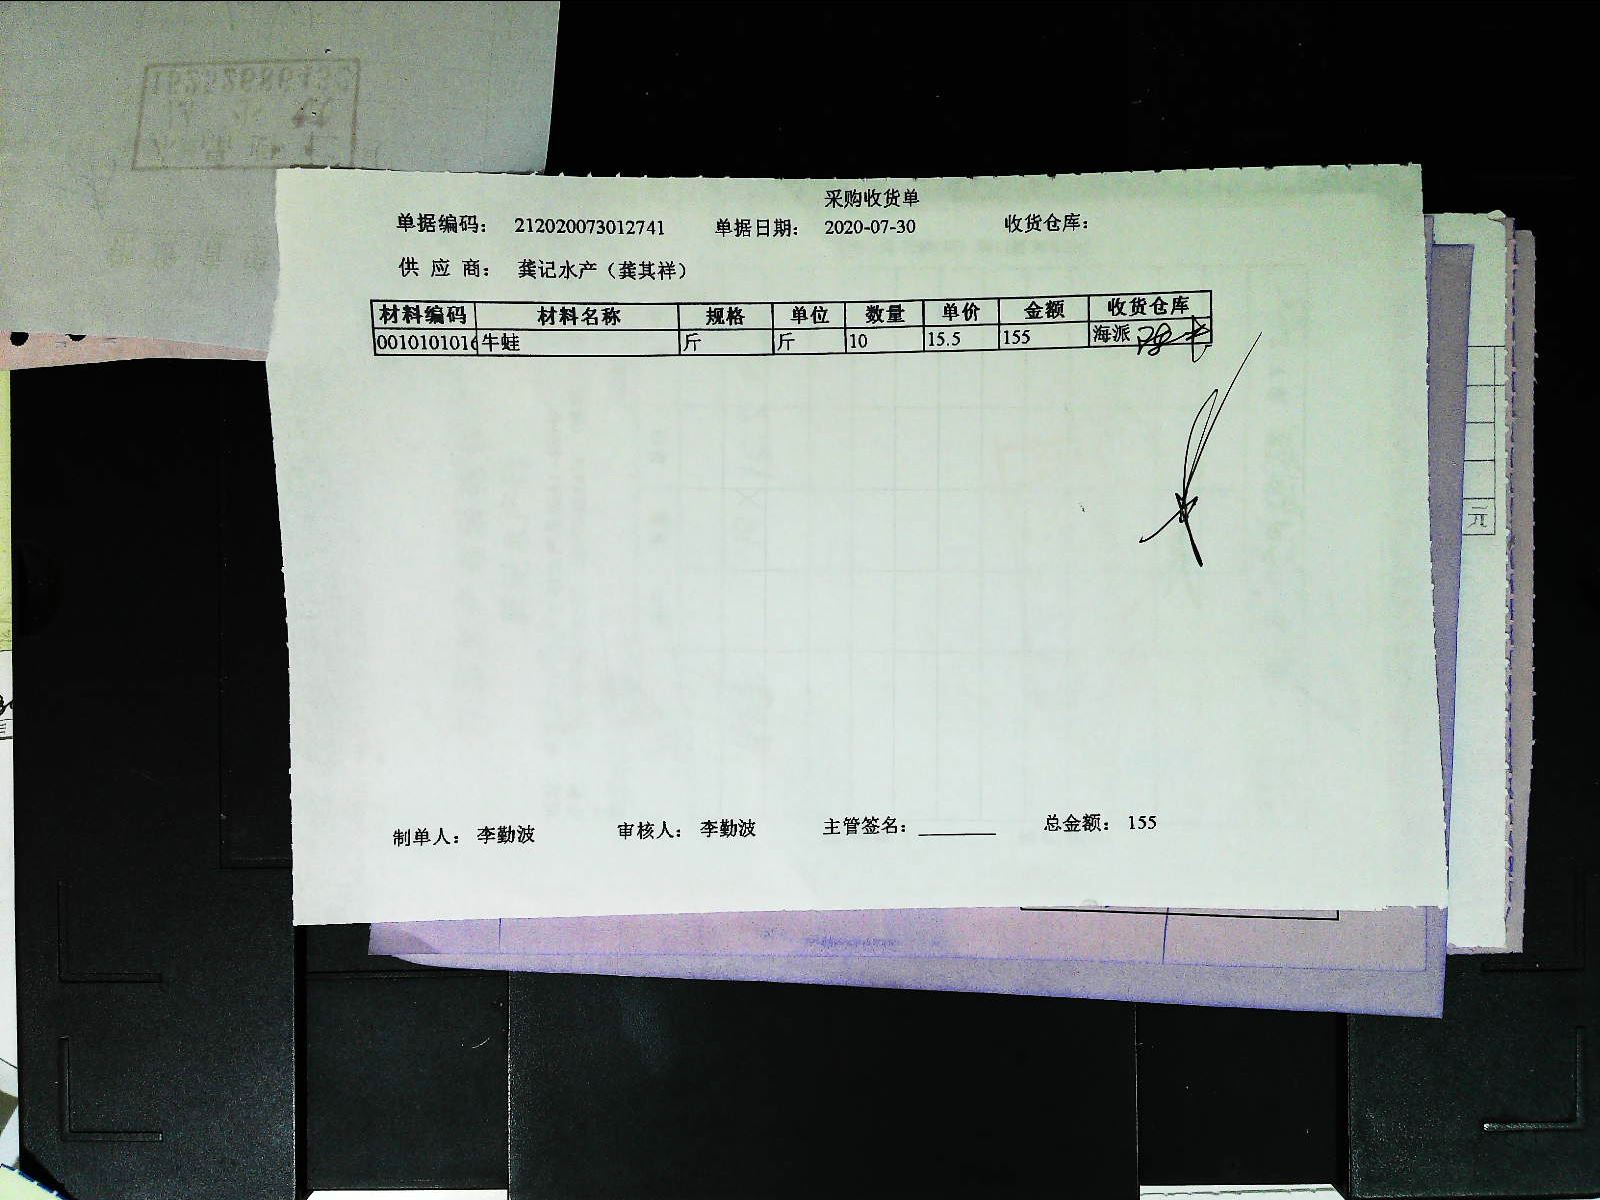 采购收货单
单据编码： 212020073012741 单据日期： 2020-07-30 收货仓库：
供 应 商： 龚记水产（龚其祥）
材料编码 材料名称 规格 单位 数量 单价 金额 收货仓库
0010101016 牛蛙 斤 斤 10 15.5 155 海派
制单人： 李勤波 审核人： 李勤波 主管签名：________ 总金额： 155
元